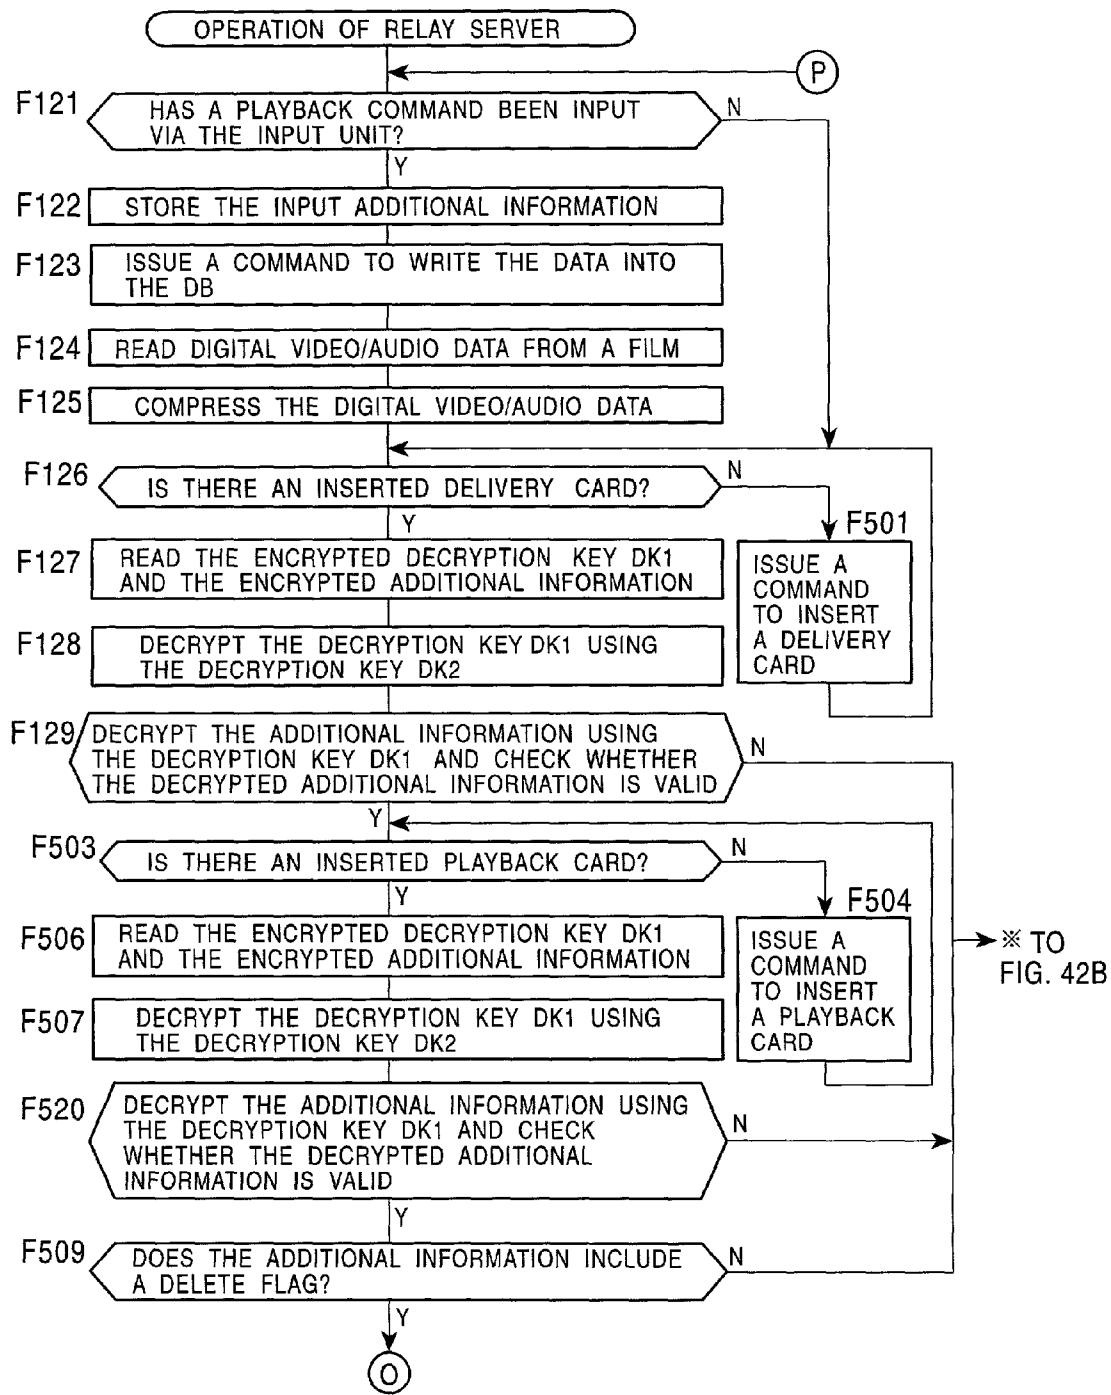 OPERATION OF RELAY SERVER
P
F121
HAS A PLAYBACK COMMAND BEEN INPUT
VIA THE INPUT UNIT?
N
Y
F122
STORE THE INPUT ADDITIONAL INFORMATION
F123
ISSUE A COMMAND TO WRITE THE DATA INTO
THE DB
F124
READ DIGITAL VIDEO/AUDIO DATA FROM A FILM
F125
COMPRESS THE DIGITAL VIDEO/AUDIO DATA
F126
IS THERE AN INSERTED DELIVERY CARD?
N
Y
F501
ISSUE A
COMMAND
TO INSERT
A DELIVERY
CARD
F127
READ THE ENCRYPTED DECRYPTION KEY DK1
AND THE ENCRYPTED ADDITIONAL INFORMATION
F128
DECRYPT THE DECRYPTION KEY DK1 USING
THE DECRYPTION KEY DK2
F129
DECRYPT THE ADDITIONAL INFORMATION USING
THE DECRYPTION KEY DK1 AND CHECK WHETHER
THE DECRYPTED ADDITIONAL INFORMATION IS VALID
N
Y
F503
IS THERE AN INSERTED PLAYBACK CARD?
N
Y
F504
ISSUE A
COMMAND
TO INSERT
A PLAYBACK
CARD
※ TO
FIG. 42B
F506
READ THE ENCRYPTED DECRYPTION KEY DK1
AND THE ENCRYPTED ADDITIONAL INFORMATION
F507
DECRYPT THE DECRYPTION KEY DK1 USING
THE DECRYPTION KEY DK2
F520
DECRYPT THE ADDITIONAL INFORMATION USING
THE DECRYPTION KEY DK1 AND CHECK
WHETHER THE DECRYPTED ADDITIONAL
INFORMATION IS VALID
N
Y
F509
DOES THE ADDITIONAL INFORMATION INCLUDE
A DELETE FLAG?
N
Y
O